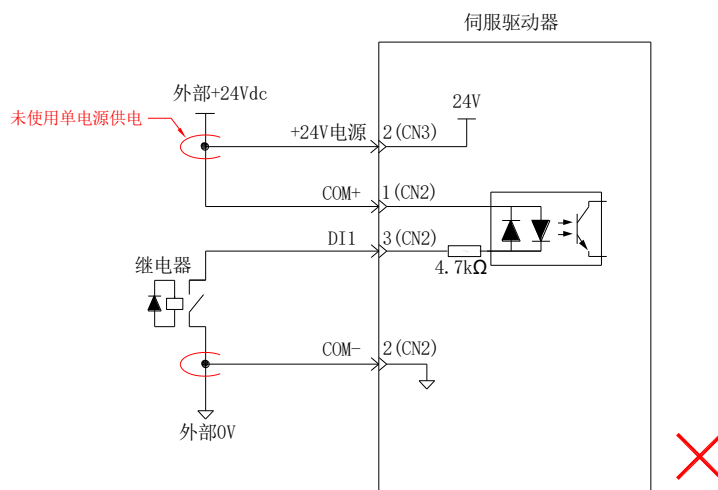 伺服驱动器
外部+24Vdc
24V
未使用单电源供电
+24V电源
2(CN3)
COM+
1(CN2)
DI1
3(CN2)
4.7kΩ
继电器
COM-
2(CN2)
外部0V